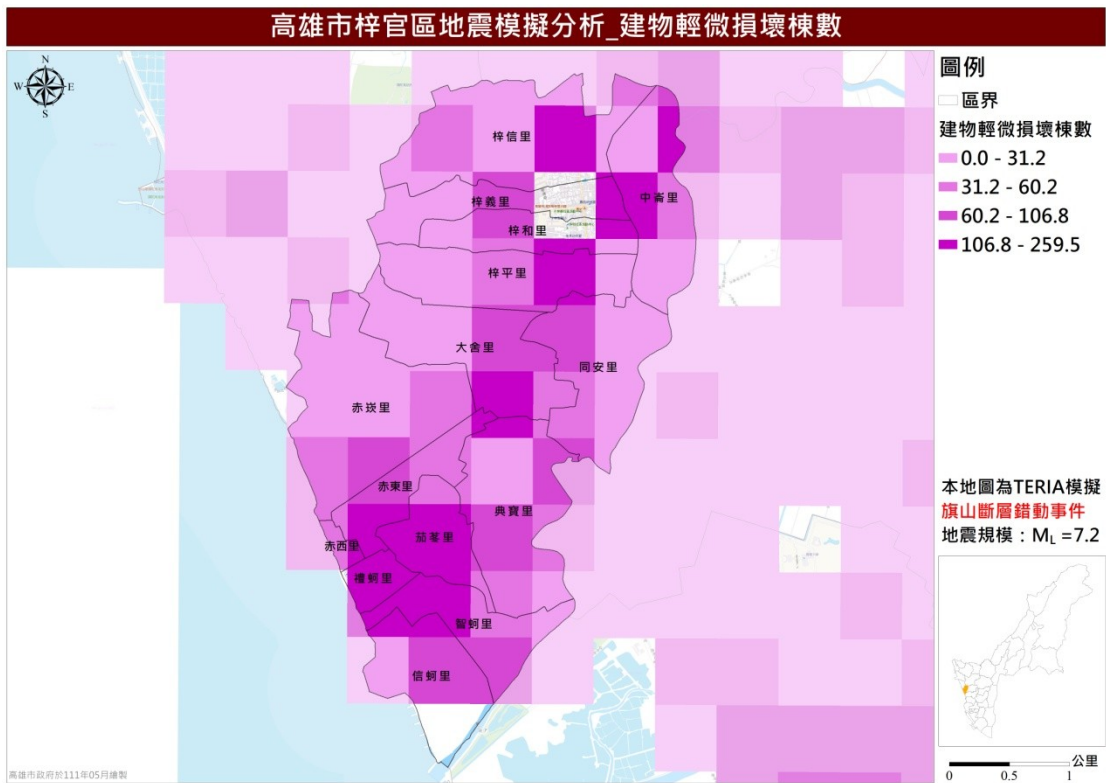 高雄市梓官區地震模擬分析_建物輕微損壞棟數
N
W E
S
圖例
區界
建物輕微損壞棟數
0.0 - 31.2
31.2 - 60.2
60.2 - 106.8
106.8 - 259.5
梓信里
梓義里
中崙里
梓和里
梓平里
大舍里
同安里
赤崁里
赤東里
典寶里
茄苳里
赤西里
禮蚵里
智蚵里
信蚵里
本地圖為TERIA模擬
旗山斷層錯動事件
地震規模：ML =7.2
公里
0 0.5 1
高雄市政府於111年05月繪製